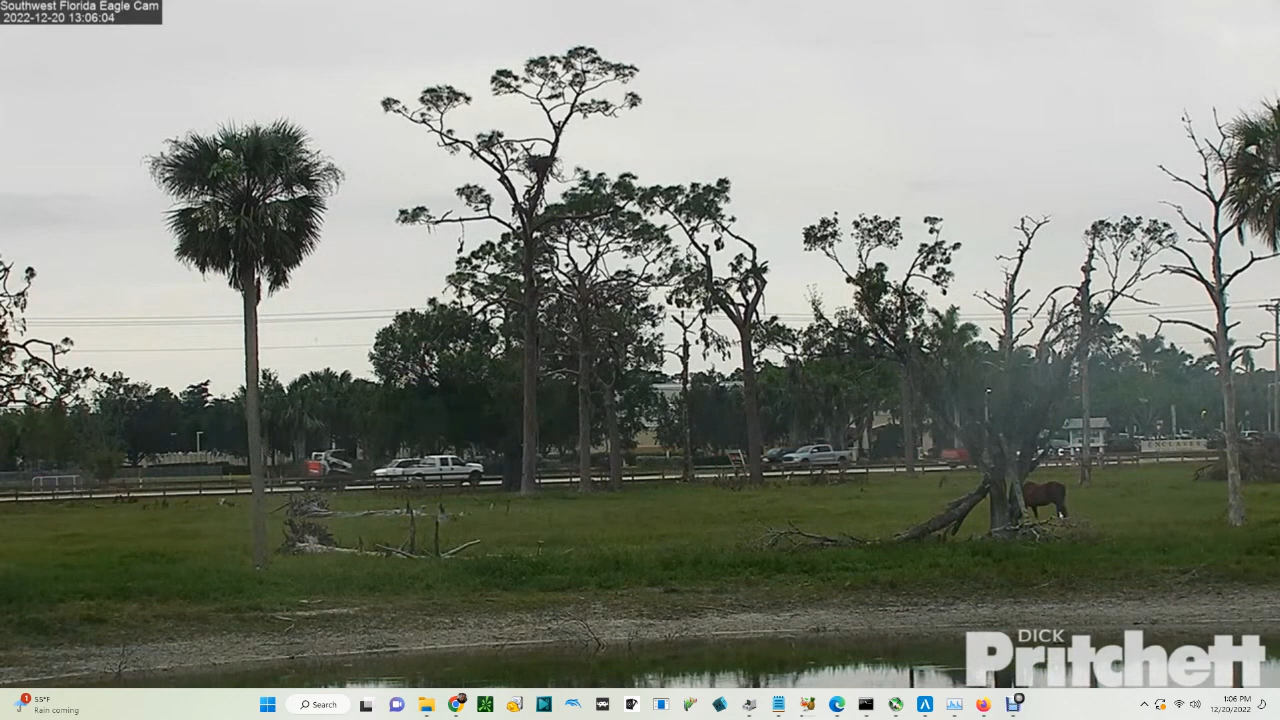 Southwest Florida Eagle Cam
2022-12-20 13:06:04
DICK
Pritchett
1
55°F
Rain coming
Search
1:06 PM
12/20/2022